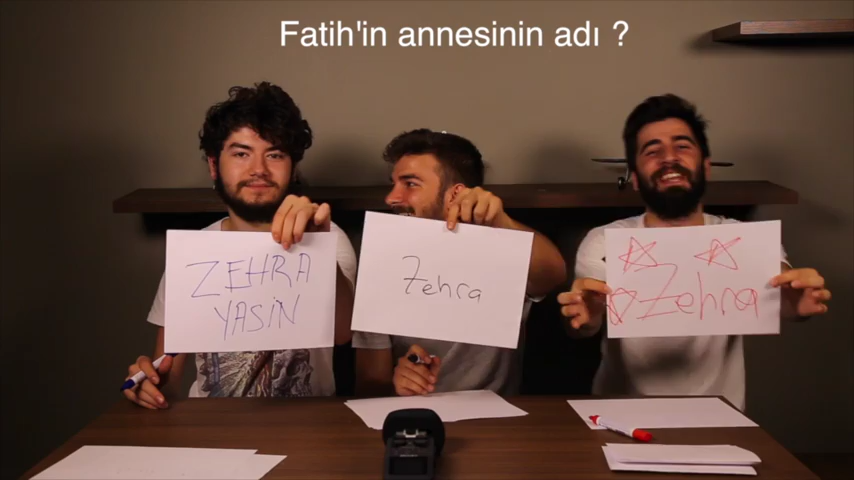 Fatih'in annesinin adı ?
ZEHRA
YASİN
Zehra
Zehra